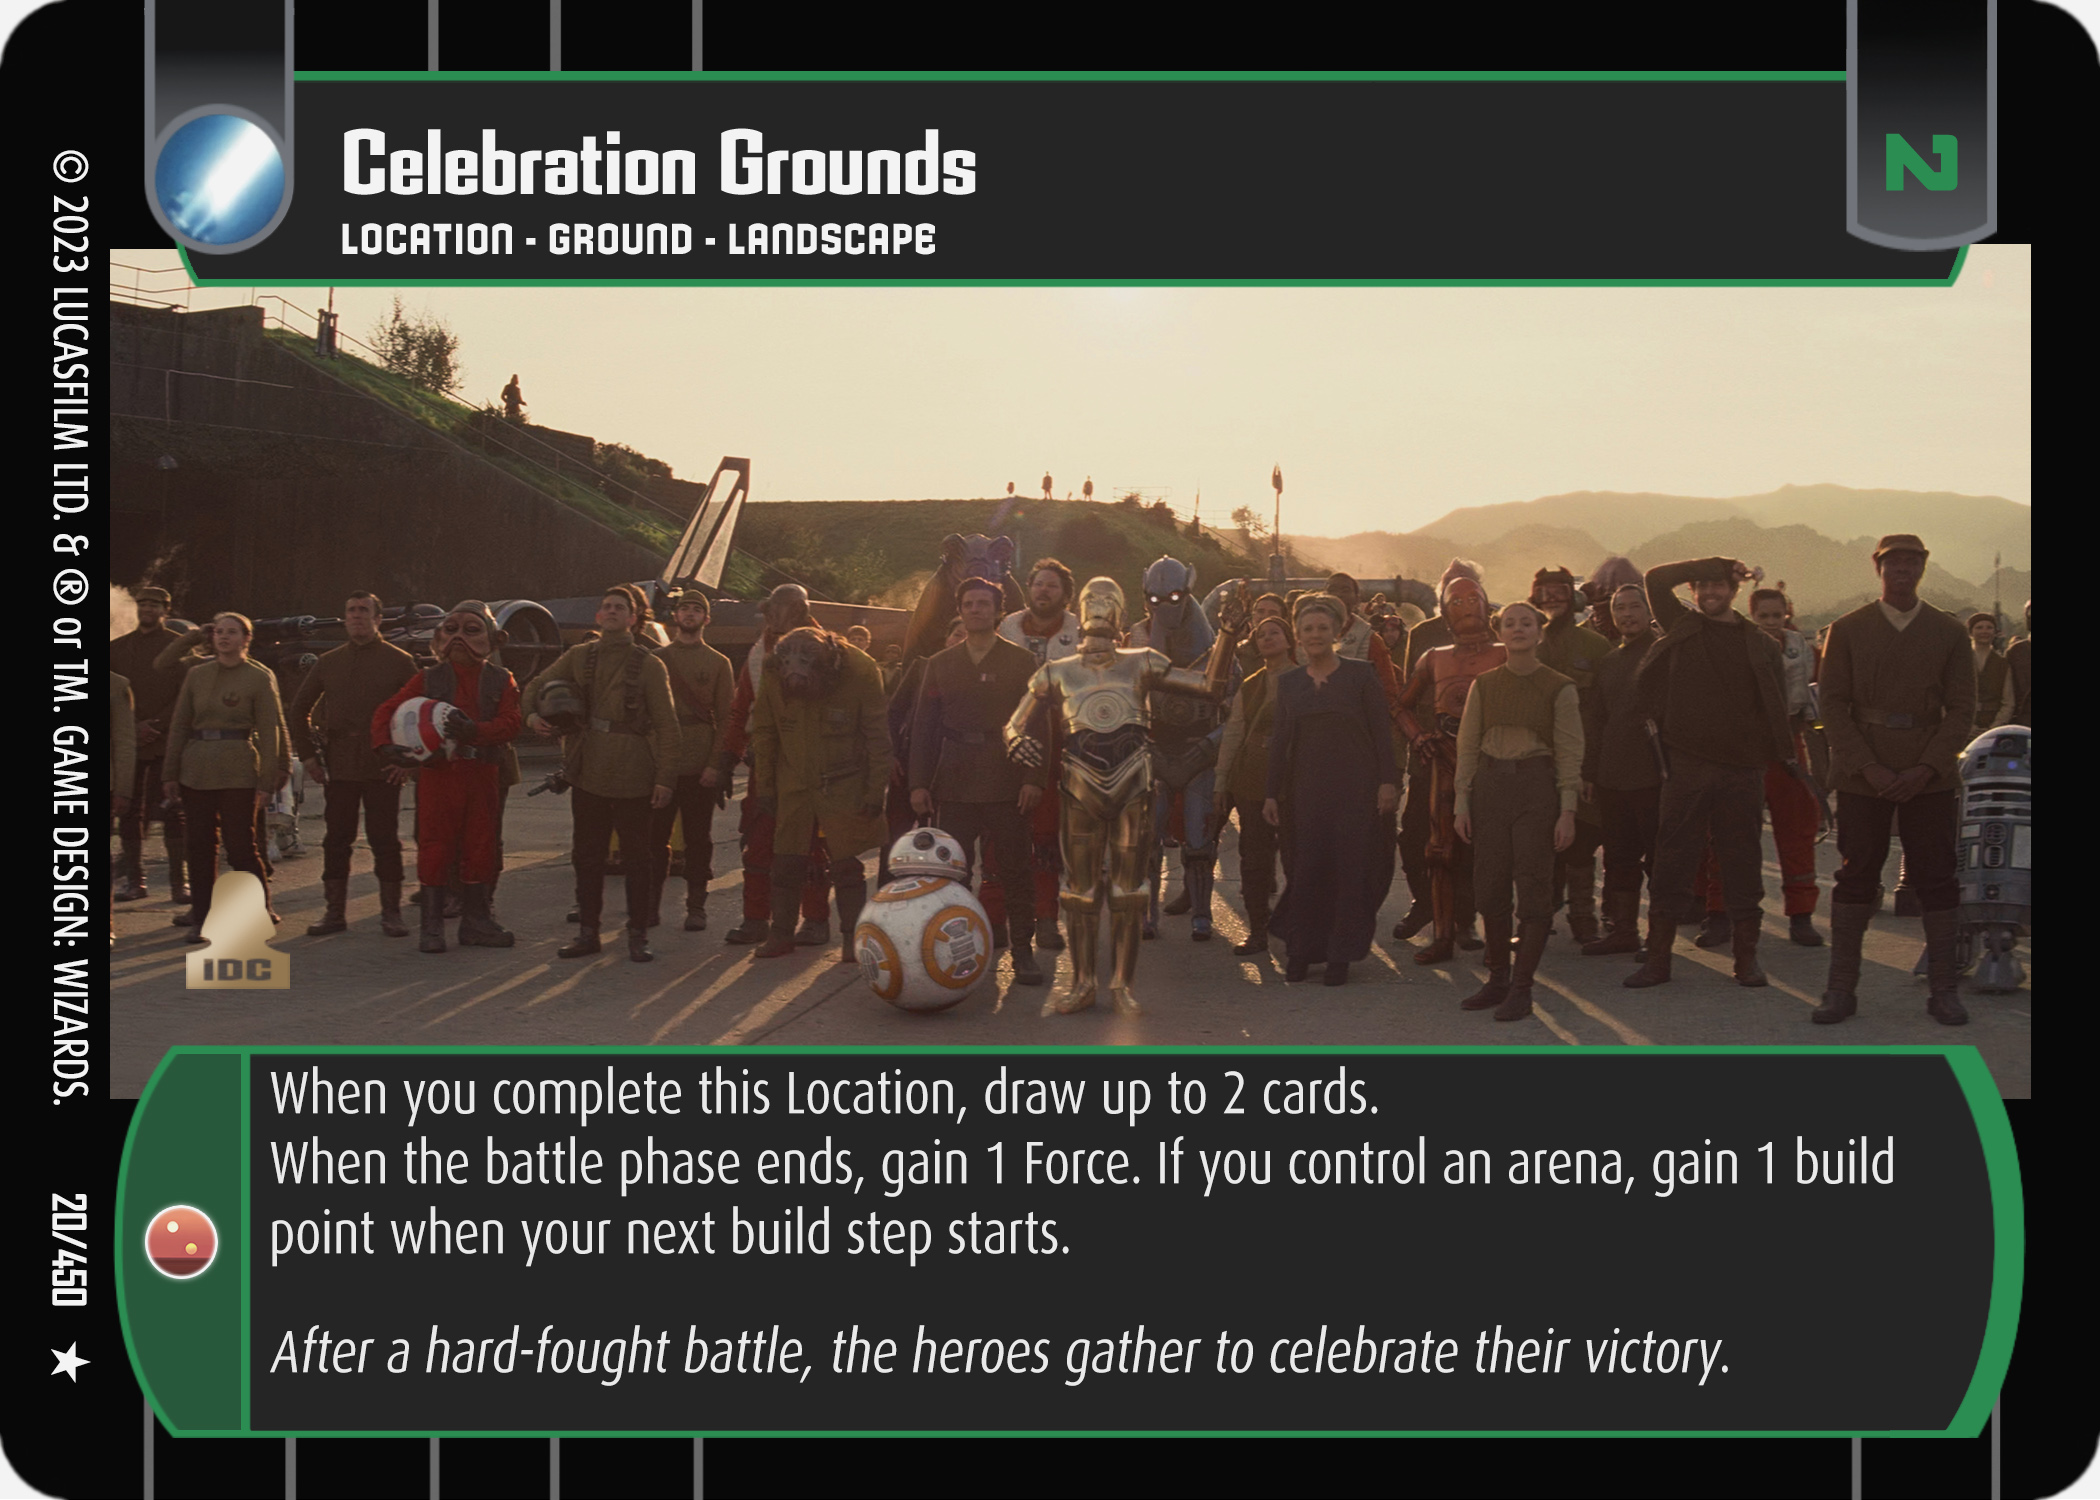 Celebration Grounds
LOCATION - GROUND - LANDSCAPE
2
© 2023 LUCASFILM LTD. & ® or TM. GAME DESIGN: WIZARDS.
20/450 ★
IDC
When you complete this Location, draw up to 2 cards.
When the battle phase ends, gain 1 Force. If you control an arena, gain 1 build
point when your next build step starts.
After a hard-fought battle, the heroes gather to celebrate their victory.